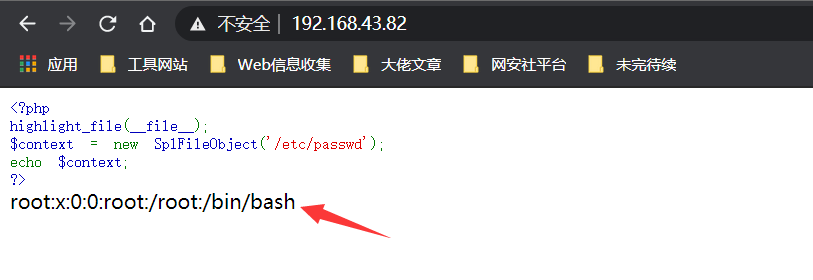 不安全 | 192.168.43.82
应用 工具网站 Web信息收集 大佬文章 网安社平台 未完待续
<?php
highlight_file(__file__);
$context = new SplFileObject('/etc/passwd');
echo $context;
?>
root:x:0:0:root:/root:/bin/bash